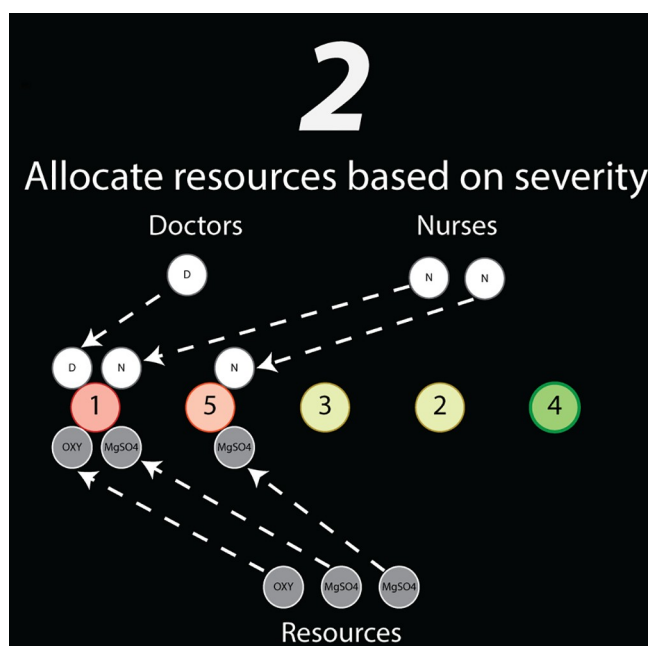 2
Allocate resources based on severity
Doctors Nurses
D N N
D N N
1 5 3 2 4
OXY MgSO4 MgSO4
OXY MgSO4 MgSO4
Resources